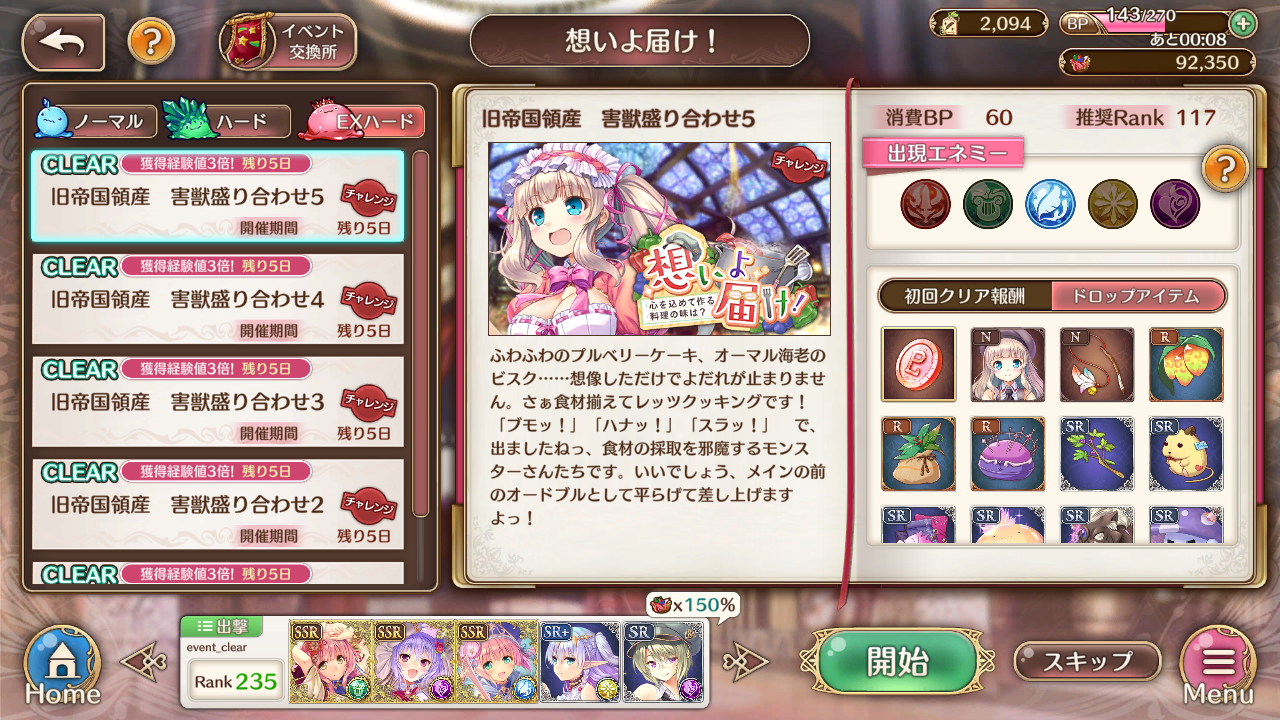 イベント
交換所
想いよ届け！
2,094
BP 143/270
あと00:08
92,350
ノーマル
ハード
EXハード
CLEAR 獲得経験値3倍! 残り5日
旧帝国領産　害獣盛り合わせ5
チャレンジ
開催期間 残り5日
CLEAR 獲得経験値3倍! 残り5日
旧帝国領産　害獣盛り合わせ4
チャレンジ
開催期間 残り5日
CLEAR 獲得経験値3倍! 残り5日
旧帝国領産　害獣盛り合わせ3
チャレンジ
開催期間 残り5日
CLEAR 獲得経験値3倍! 残り5日
旧帝国領産　害獣盛り合わせ2
チャレンジ
開催期間 残り5日
CLEAR 獲得経験値3倍! 残り5日
旧帝国領産　害獣盛り合わせ5
チャレンジ
想いよ
届け!
心を込めて作る
料理の味は?
ふわふわのプルベリーケーキ、オーマル海老の
ビスク……想像しただけでよだれが止まりませ
ん。さぁ食材揃えてレッツクッキングです！
「ブモッ！」「ハナッ！」「スラッ！」　で、
出ましたねっ、食材の採取を邪魔するモンス
ターさんたちです。いいでしょう、メインの前
のオードブルとして平らげて差し上げます
よっ！
消費BP 60 推奨Rank 117
出現エネミー
?
初回クリア報酬 ドロップアイテム
N N R
R R SR SR
SR SR SR SR
x150%
出撃
event_clear
Rank 235
SSR SSR SSR SR+ SR
開始
スキップ
Home
Menu
?